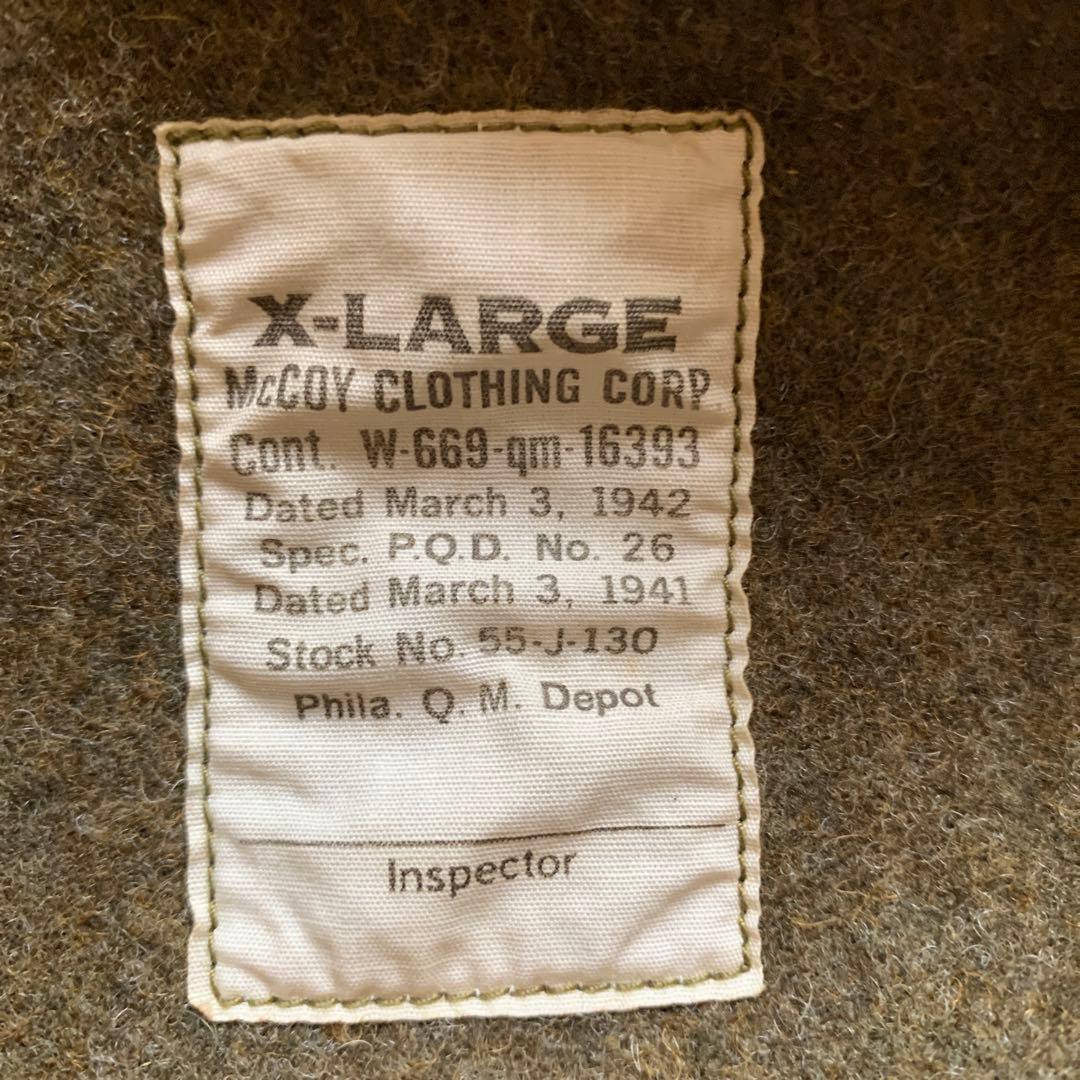 X-LARGE
McCOY CLOTHING CORP
Cont. W-669-qm-16393
Dated March 3, 1942
Spec. P.Q.D. No. 26
Dated March 3, 1941
Stock No. 55-J-130
Phila. Q. M. Depot
Inspector